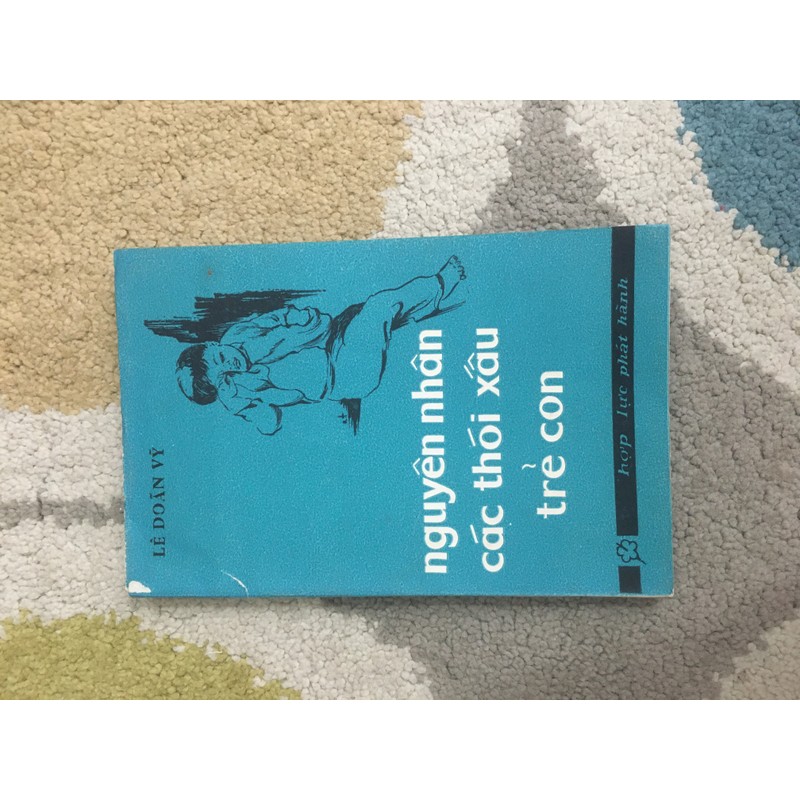 LÊ DOÃN VỸ
nguyên nhân
các thói xấu
trẻ con
hợp lực phát hành